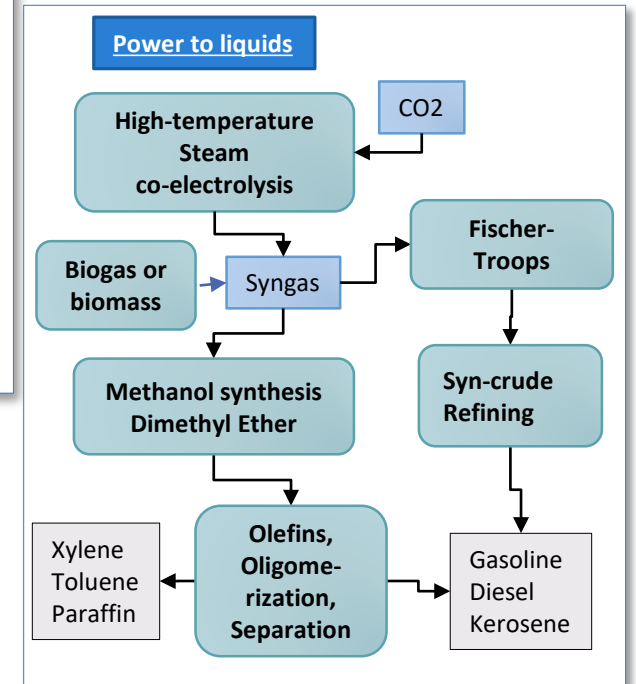 Power to liquids
High-temperature
Steam
co-electrolysis
CO2
Biogas or
biomass
Syngas
Fischer-
Troops
Methanol synthesis
Dimethyl Ether
Syn-crude
Refining
Xylene
Toluene
Paraffin
Olefins,
Oligome-
rization,
Separation
Gasoline
Diesel
Kerosene